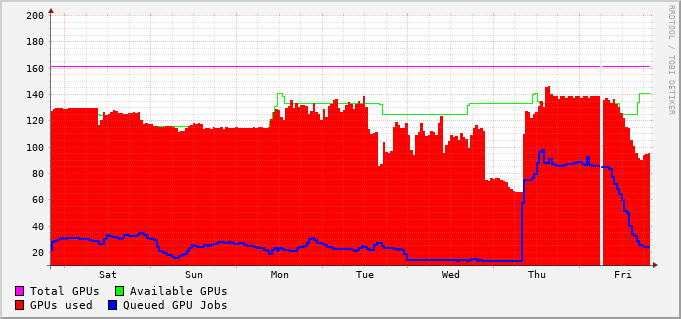 RRDTOOL / TOBI OETIKER
200
180
160
140
120
100
80
60
40
20
Sat Sun Mon Tue Wed Thu Fri
Total GPUs Available GPUs
GPUs used Queued GPU Jobs